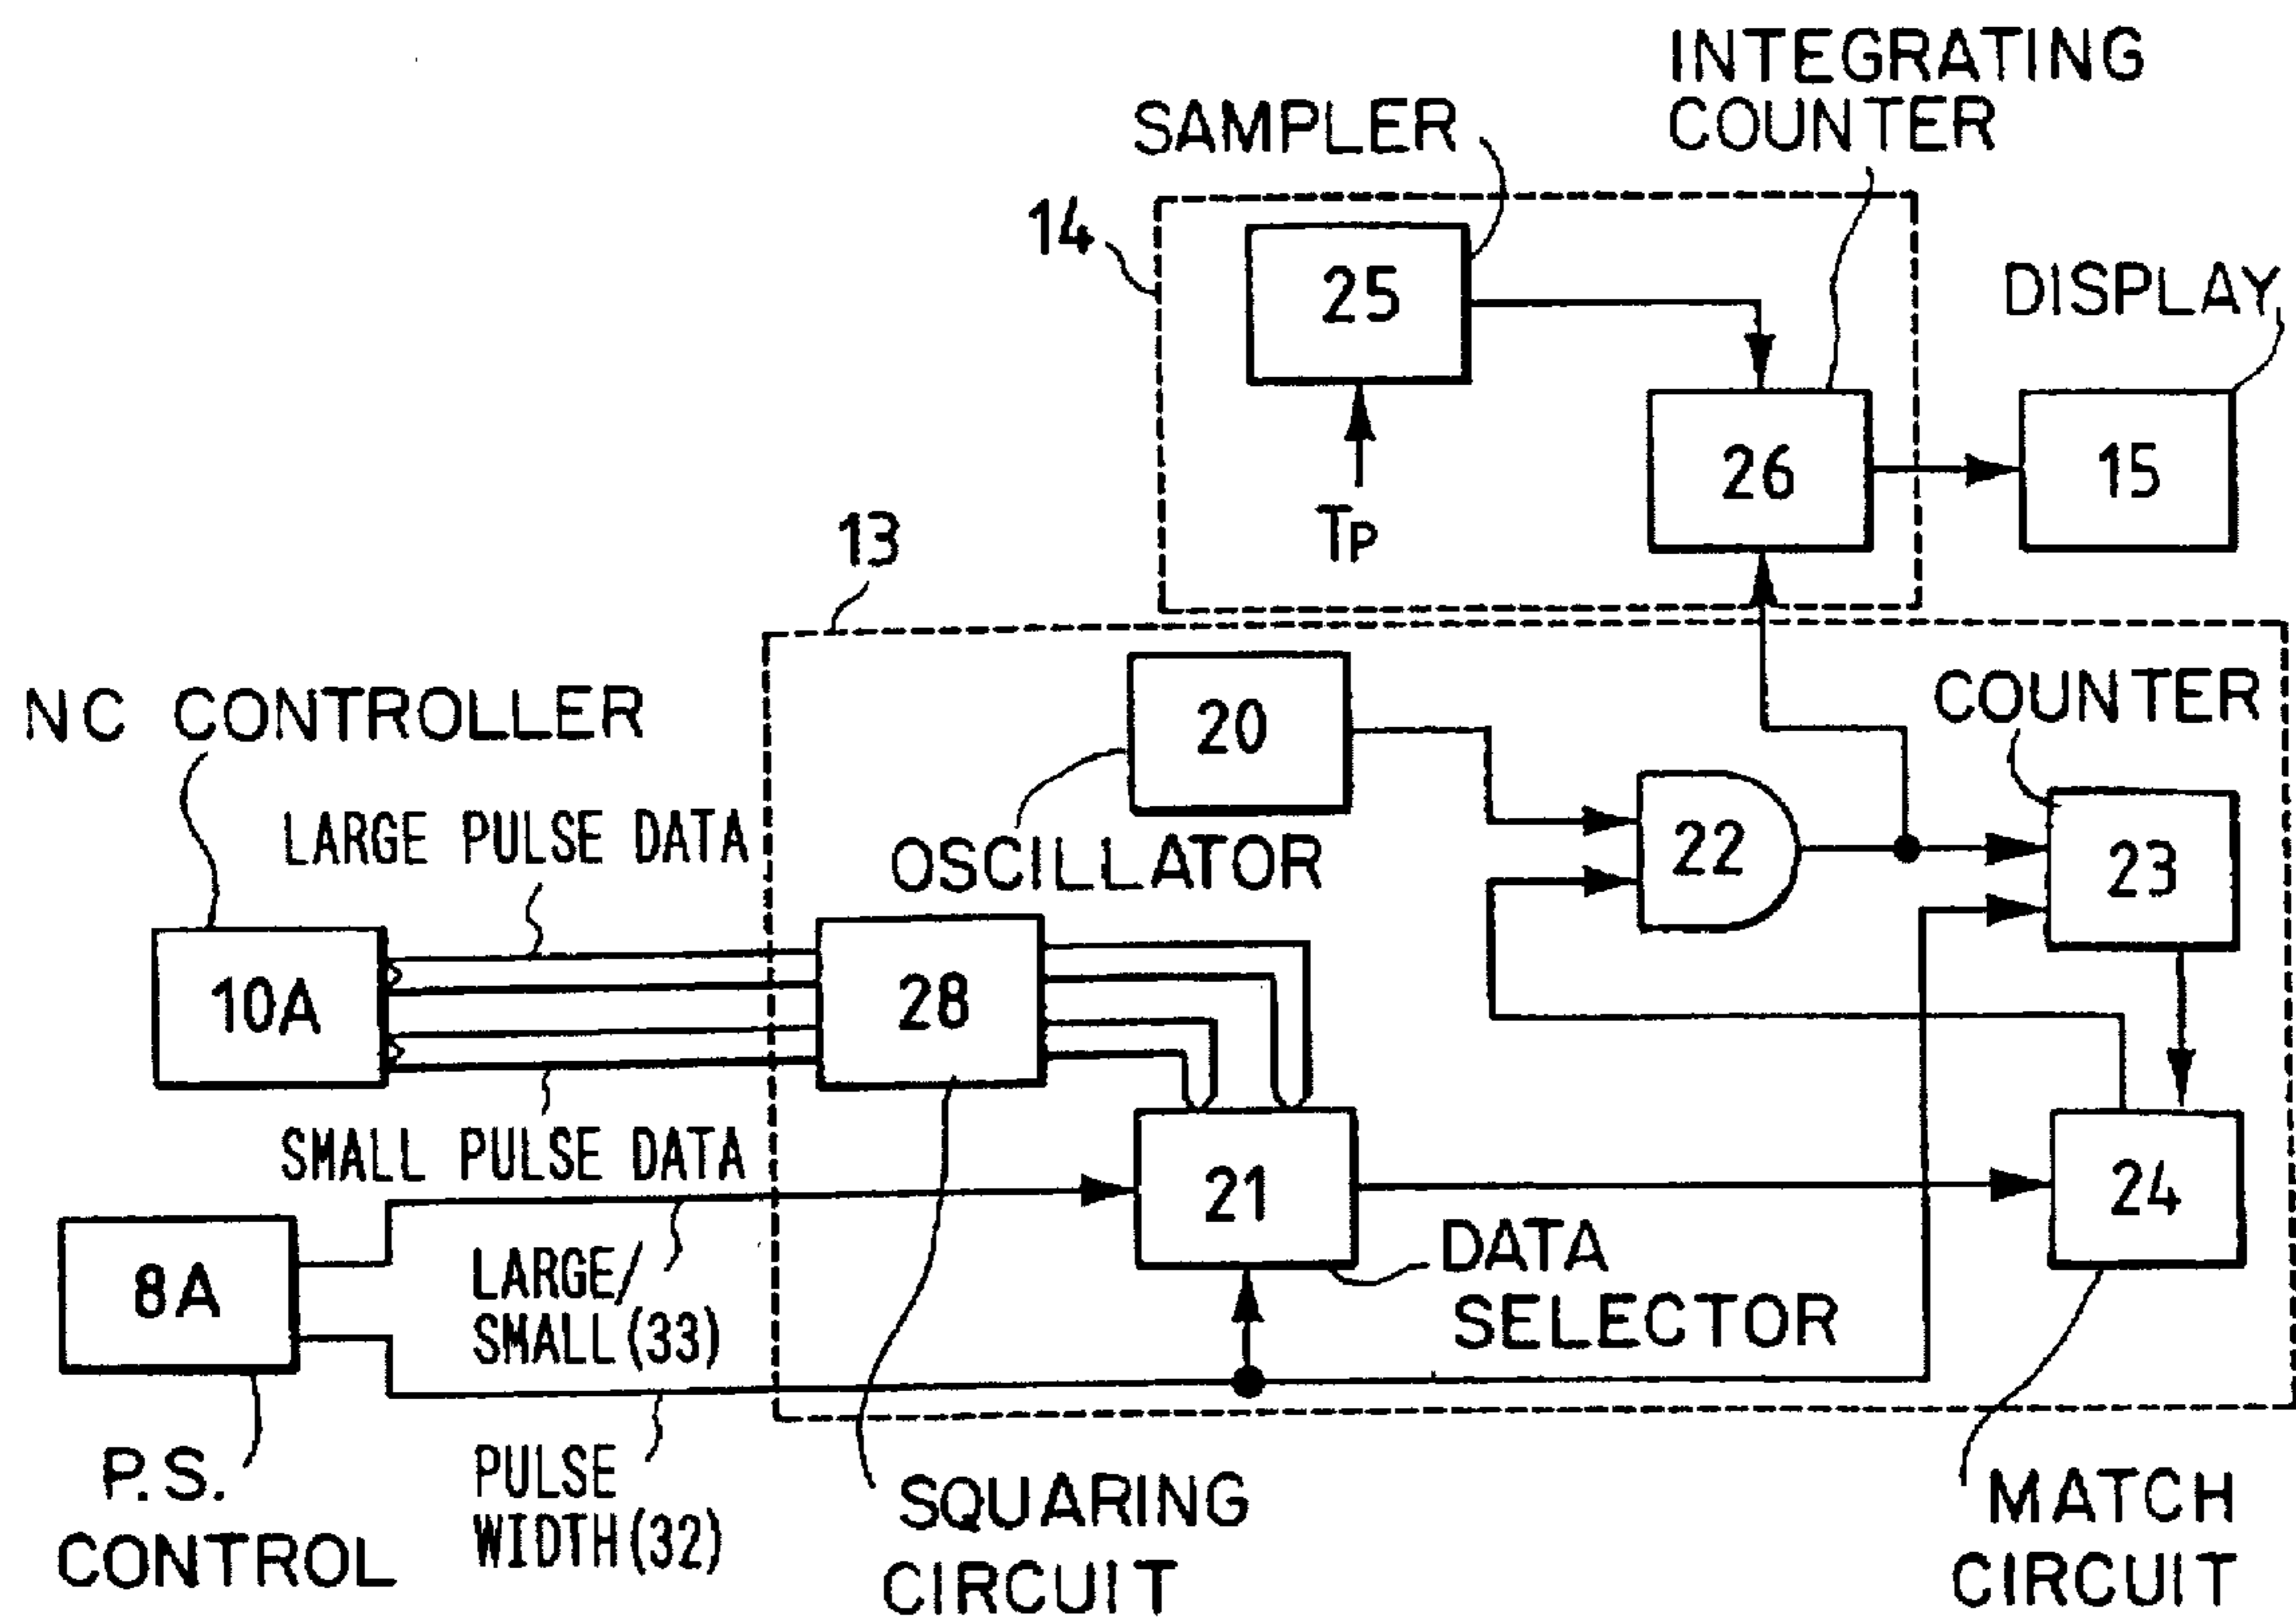 INTEGRATING
COUNTER
SAMPLER
14
25
DISPLAY
26
15
TP
13
NC CONTROLLER
20
COUNTER
LARGE PULSE DATA
OSCILLATOR
22
23
10A
28
SMALL PULSE DATA
21
24
8A
LARGE/
SMALL(33)
DATA
SELECTOR
P.S.
CONTROL
PULSE
WIDTH(32)
SQUARING
CIRCUIT
MATCH
CIRCUIT